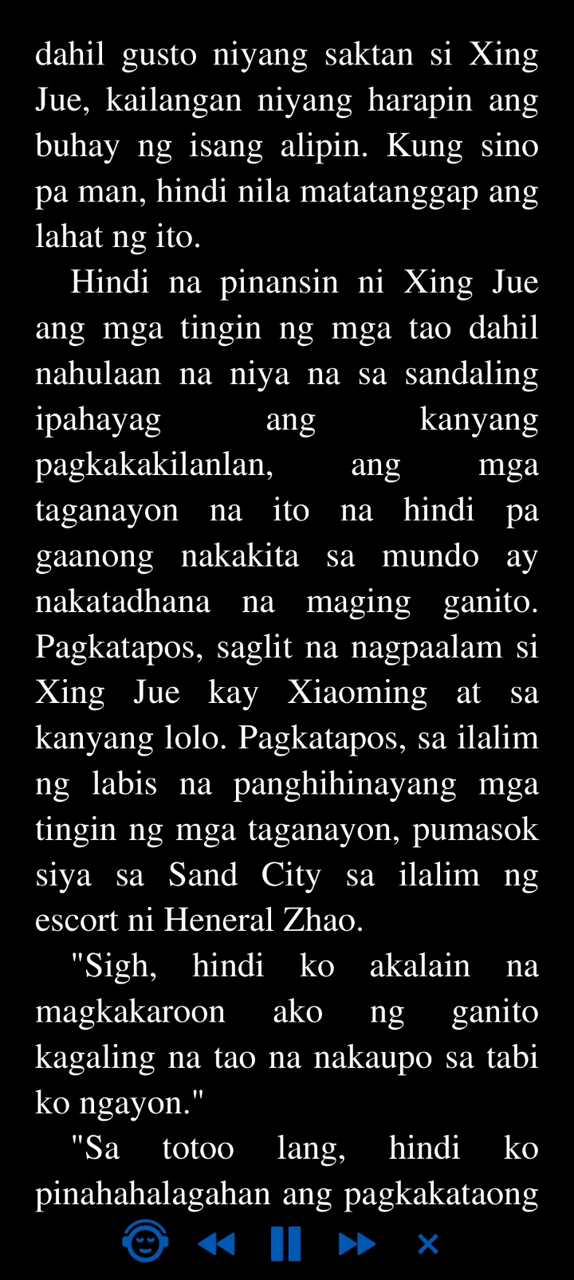 dahil gusto niyang saktan si Xing
Jue, kailangan niyang harapin ang
buhay ng isang alipin. Kung sino
pa man, hindi nila matatanggap ang
lahat ng ito.
Hindi na pinansin ni Xing Jue
ang mga tingin ng mga tao dahil
nahulaan na niya na sa sandaling
ipahayag ang kanyang
pagkakakilanlan, ang mga
taganayon na ito na hindi pa
gaanong nakakita sa mundo ay
nakatadhana na maging ganito.
Pagkatapos, saglit na nagpaalam si
Xing Jue kay Xiaoming at sa
kanyang lolo. Pagkatapos, sa ilalim
ng labis na panghihinayang mga
tingin ng mga taganayon, pumasok
siya sa Sand City sa ilalim ng
escort ni Heneral Zhao.
"Sigh, hindi ko akalain na
magkakaroon ako ng ganito
kagaling na tao na nakaupo sa tabi
ko ngayon."
"Sa totoo lang, hindi ko
pinahahalagahan ang pagkakataong